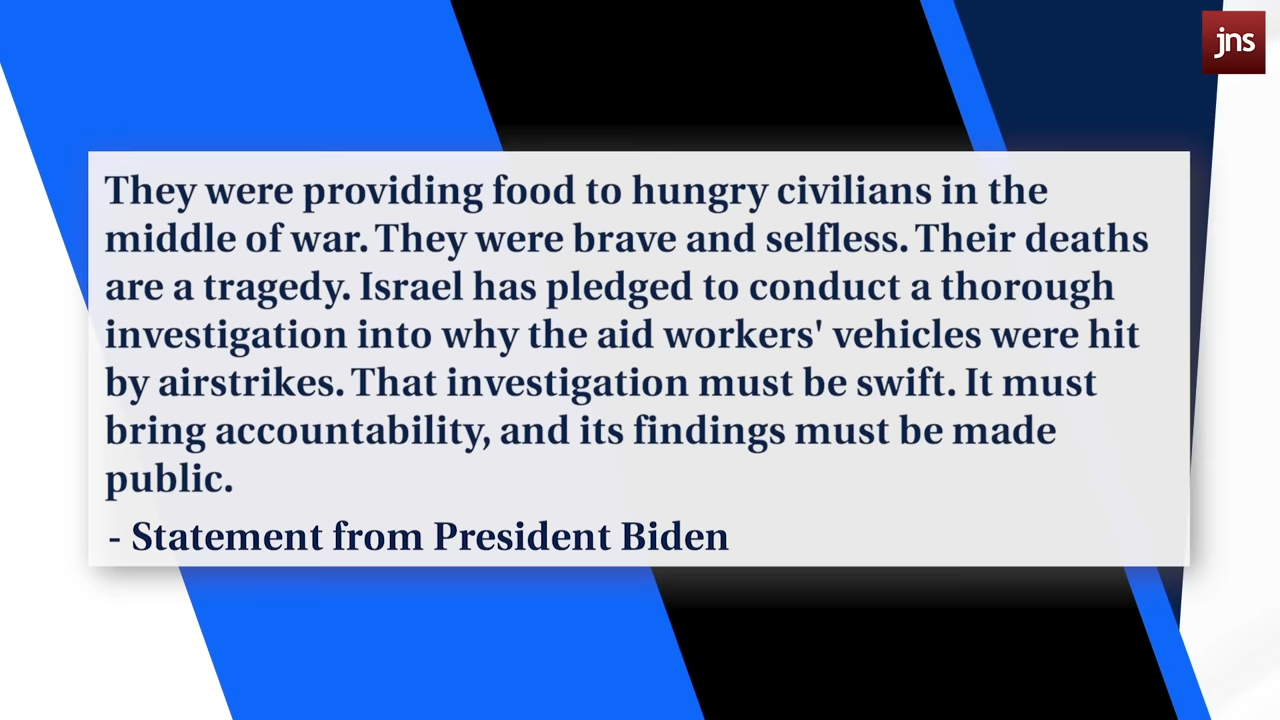 jns
They were providing food to hungry civilians in the
middle of war. They were brave and selfless. Their deaths
are a tragedy. Israel has pledged to conduct a thorough
investigation into why the aid workers' vehicles were hit
by airstrikes. That investigation must be swift. It must
bring accountability, and its findings must be made
public.
- Statement from President Biden